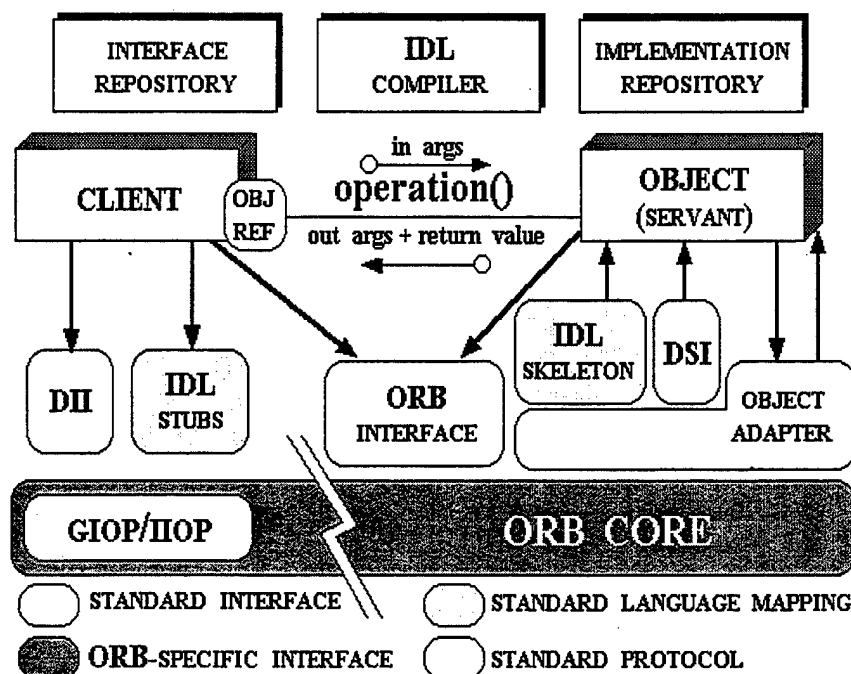 INTERFACE
REPOSITORY
IDL
COMPILER
IMPLEMENTATION
REPOSITORY
in args
operation()
out args + return value
CLIENT
OBJ
REF
OBJECT
(SERVANT)
DII
IDL
STUBS
ORB
INTERFACE
IDL
SKELETON
DSI
OBJECT
ADAPTER
GIOP/IIOP
ORB CORE
STANDARD INTERFACE
STANDARD LANGUAGE MAPPING
ORB-SPECIFIC INTERFACE
STANDARD PROTOCOL